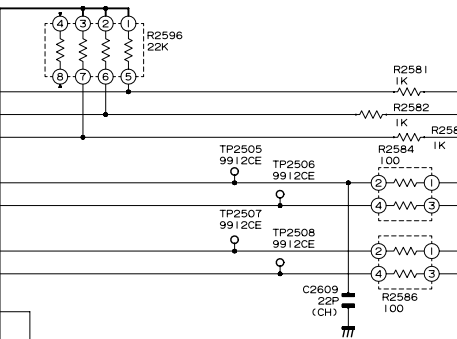 4 3 2 1
R2596
22K
8 7 6 5
R2581
1K
R2582
1K
R258
1K
TP2505
9912CE
TP2506
9912CE
R2584
100
2 1
4 3
TP2507
9912CE
TP2508
9912CE
2 1
4 3
C2609
22P
(CH)
R2586
100